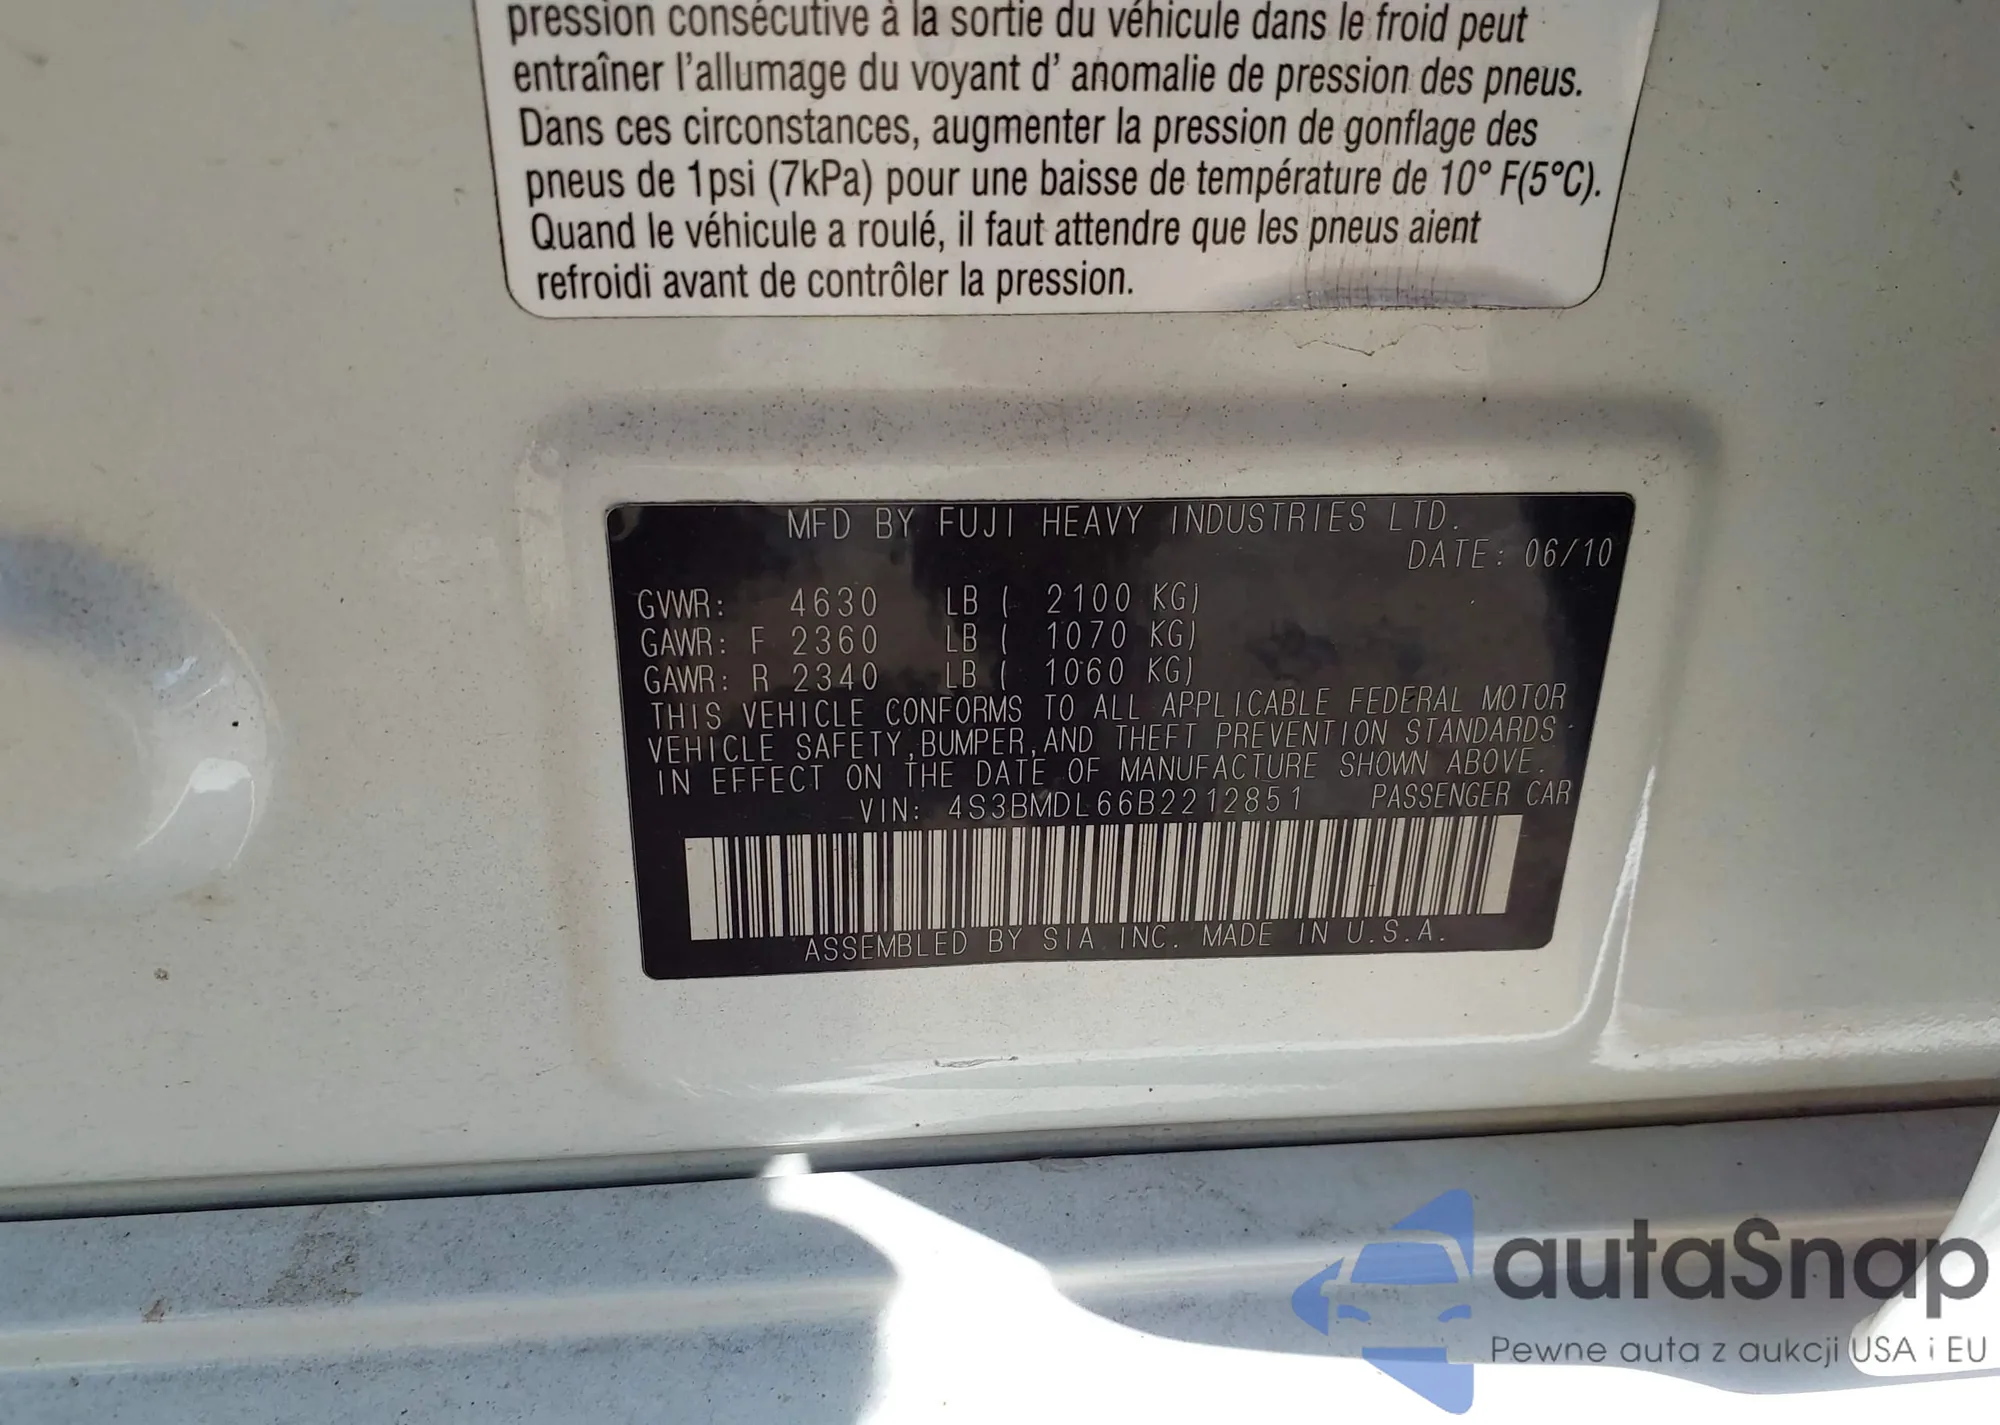 pression consécutive à la sortie du véhicule dans le froid peut
entraîner l'allumage du voyant d' anomalie de pression des pneus.
Dans ces circonstances, augmenter la pression de gonflage des
pneus de 1psi (7kPa) pour une baisse de température de 10° F(5°C).
Quand le véhicule a roulé, il faut attendre que les pneus aient
refroidi avant de contrôler la pression.
MFD BY FUJI HEAVY INDUSTRIES LTD.
DATE: 06/10
GVWR: 4630 LB ( 2100 KG)
GAWR: F 2360 LB ( 1070 KG)
GAWR: R 2340 LB ( 1060 KG)
THIS VEHICLE CONFORMS TO ALL APPLICABLE FEDERAL MOTOR
VEHICLE SAFETY,BUMPER,AND THEFT PREVENTION STANDARDS
IN EFFECT ON THE DATE OF MANUFACTURE SHOWN ABOVE.
VIN: 4S3BMDL66B2212851 PASSENGER CAR
ASSEMBLED BY SIA INC. MADE IN U.S.A.
autaSnap
Pewne auta z aukcji USA i EU